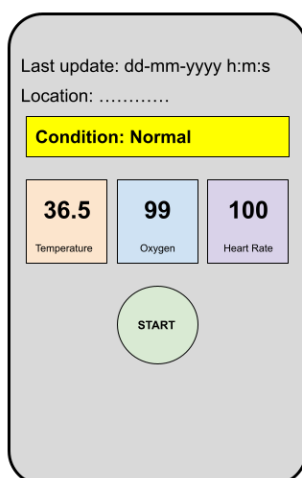 Last update: dd-mm-yyyy h:m:s
Location: ............
Condition: Normal
36.5 99 100
Temperature Oxygen Heart Rate
START